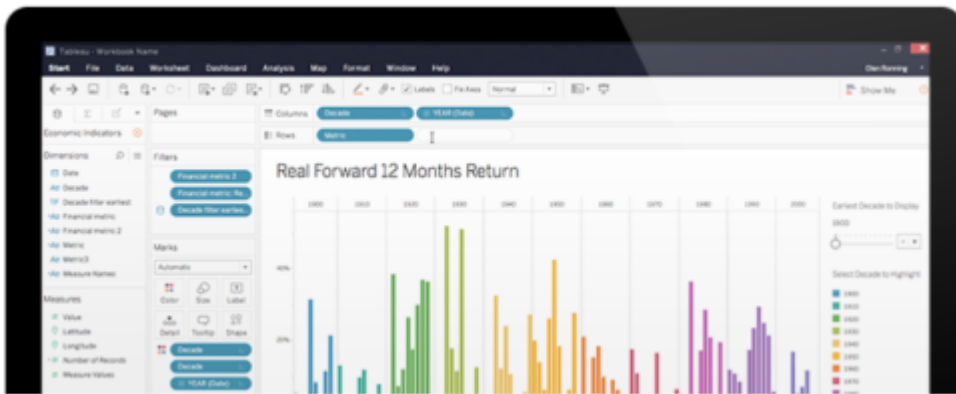 Tableau - Workbook Name
Start File Data Worksheet Dashboard Analysis Map Format Window Help
Labels Fix Axes Normal Show Me
Pages
Columns Decade YEAR (Date)
Economic Indicators
Rows Metric
Dimensions
Filters
Date
Decade
Decade filter earliest
Financial metric
Financial metric 2
Metric
Metric3
Measure Names
Financial metric 2
Financial metric: Re..
Decade filter earlies..
Marks
Automatic
Color Size Label
Detail Tooltip Shape
Decade
Decade
YEAR (Date)
Measures
Value
Latitude
Longitude
Number of Records
Measure Values
Real Forward 12 Months Return
1900 1910 1920 1930 1940 1950 1960 1970 1980 1990 2000
40%
20%
Earliest Decade to Display
1900
Select Decade to Highlight
1900
1910
1920
1930
1940
1950
1960
1970